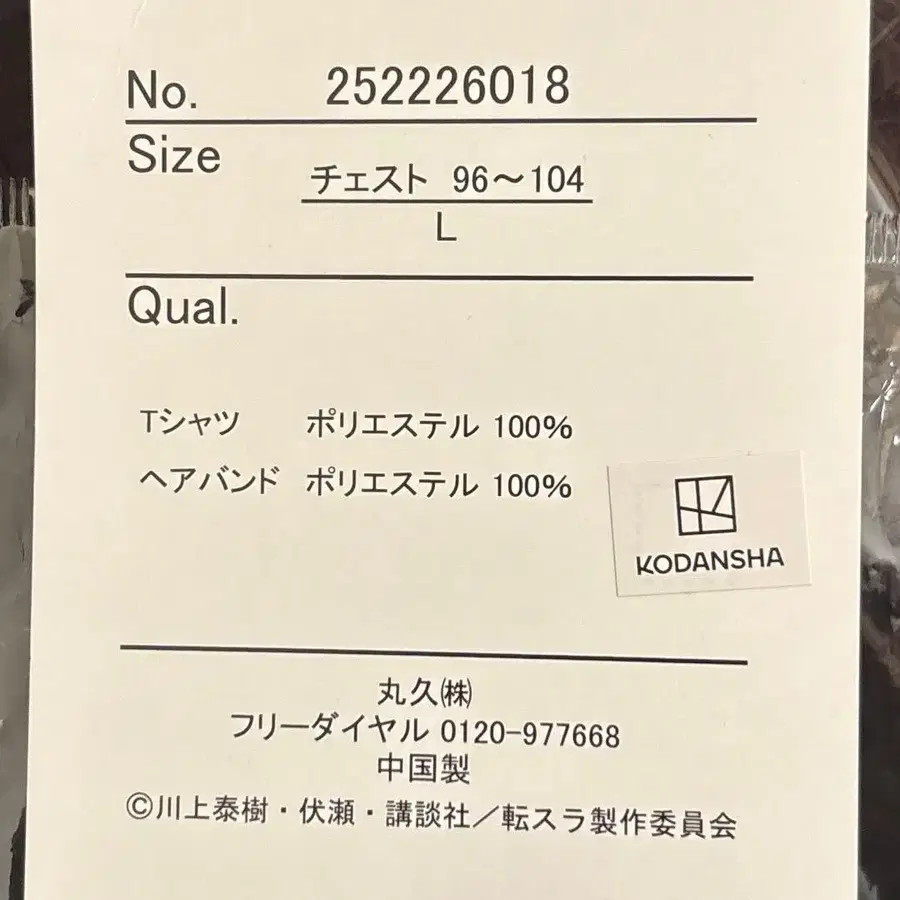 No. 252226018
Size
チェスト 96～104
L
Qual.
Tシャツ ポリエステル 100%
ヘアバンド ポリエステル 100%
KODANSHA
丸久㈱
フリーダイヤル 0120-977668
中国製
©川上泰樹・伏瀬・講談社／転スラ製作委員会